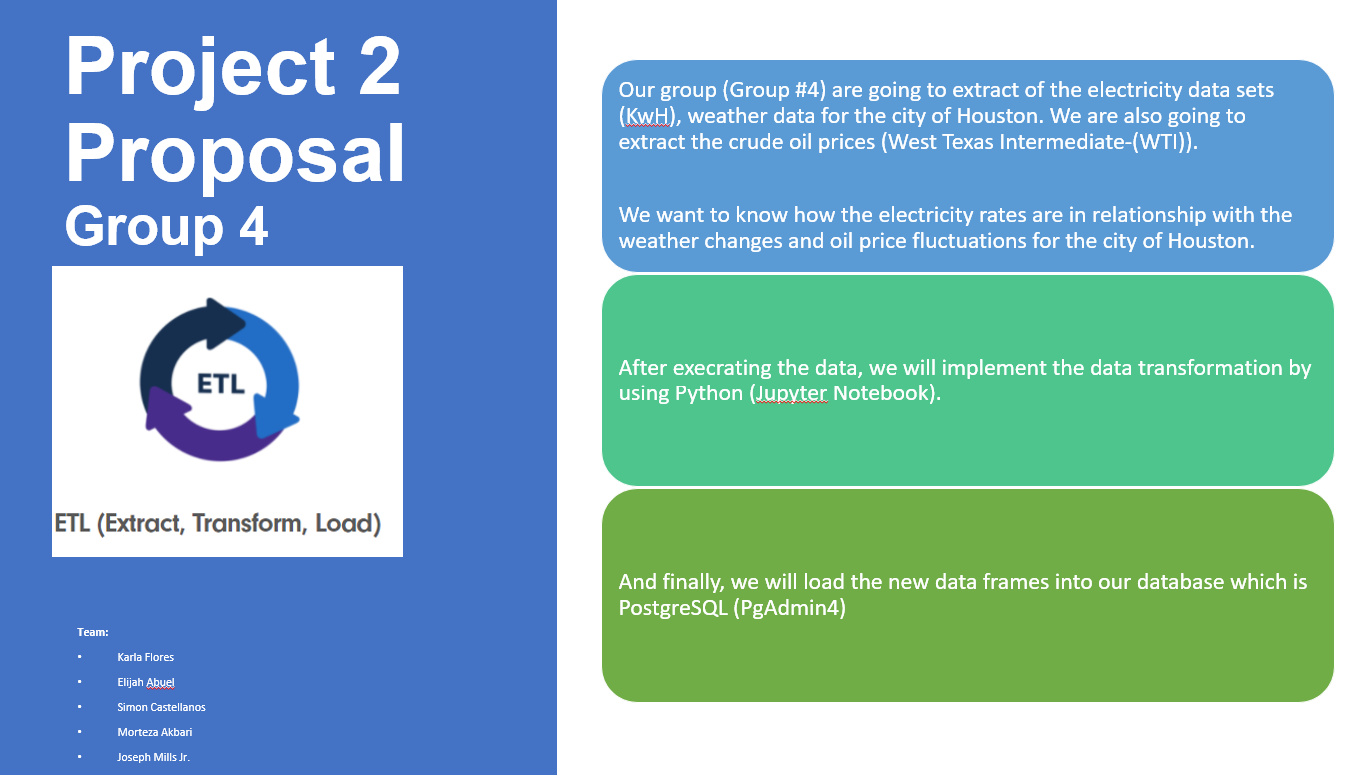 Project 2
Proposal
Group 4
ETL
ETL (Extract, Transform, Load)
Team:
• Karla Flores
• Elijah Abuel
• Simon Castellanos
• Morteza Akbari
• Joseph Mills Jr.
Our group (Group #4) are going to extract of the electricity data sets
(KwH), weather data for the city of Houston. We are also going to
extract the crude oil prices (West Texas Intermediate-(WTI)).
We want to know how the electricity rates are in relationship with the
weather changes and oil price fluctuations for the city of Houston.
After execrating the data, we will implement the data transformation by
using Python (Jupyter Notebook).
And finally, we will load the new data frames into our database which is
PostgreSQL (PgAdmin4)